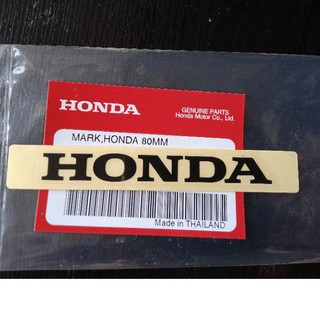 HONDA
GENUINE PARTS
Honda Motor Co., Ltd.
MARK,HONDA 80MM
HONDA
Made in THAILAND